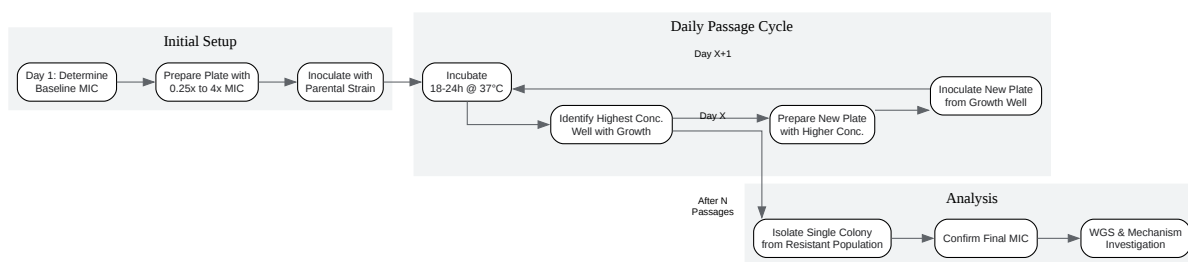 Initial Setup
Day 1: Determine
Baseline MIC
Prepare Plate with
0.25x to 4x MIC
Inoculate with
Parental Strain
Daily Passage Cycle
Day X+1
Incubate
18-24h @ 37°C
Identify Highest Conc.
Well with Growth
Day X
Prepare New Plate
with Higher Conc.
Inoculate New Plate
from Growth Well
After N
Passages
Analysis
Isolate Single Colony
from Resistant Population
Confirm Final MIC
WGS & Mechanism
Investigation